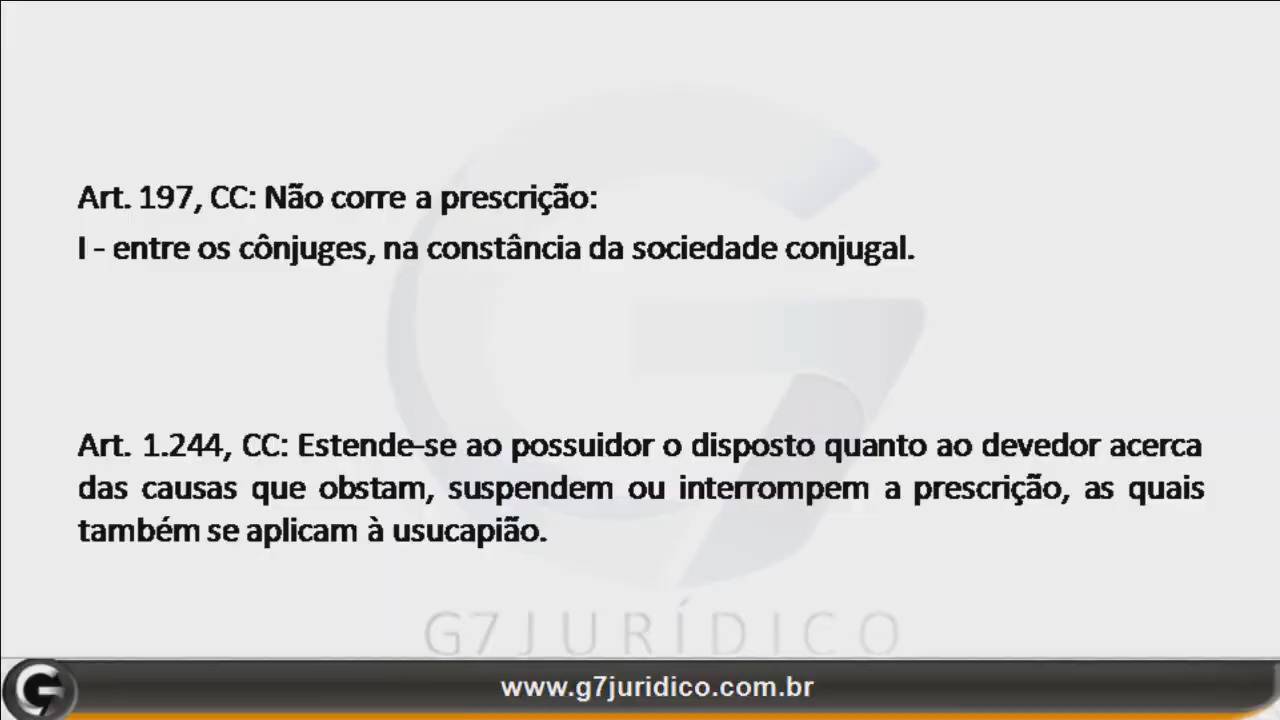 Art. 197, CC: Não corre a prescrição:
I - entre os cônjuges, na constância da sociedade conjugal.
Art. 1.244, CC: Estende-se ao possuidor o disposto quanto ao devedor acerca
das causas que obstam, suspendem ou interrompem a prescrição, as quais
também se aplicam à usucapião.
G7 JURÍDICO
www.g7juridico.com.br